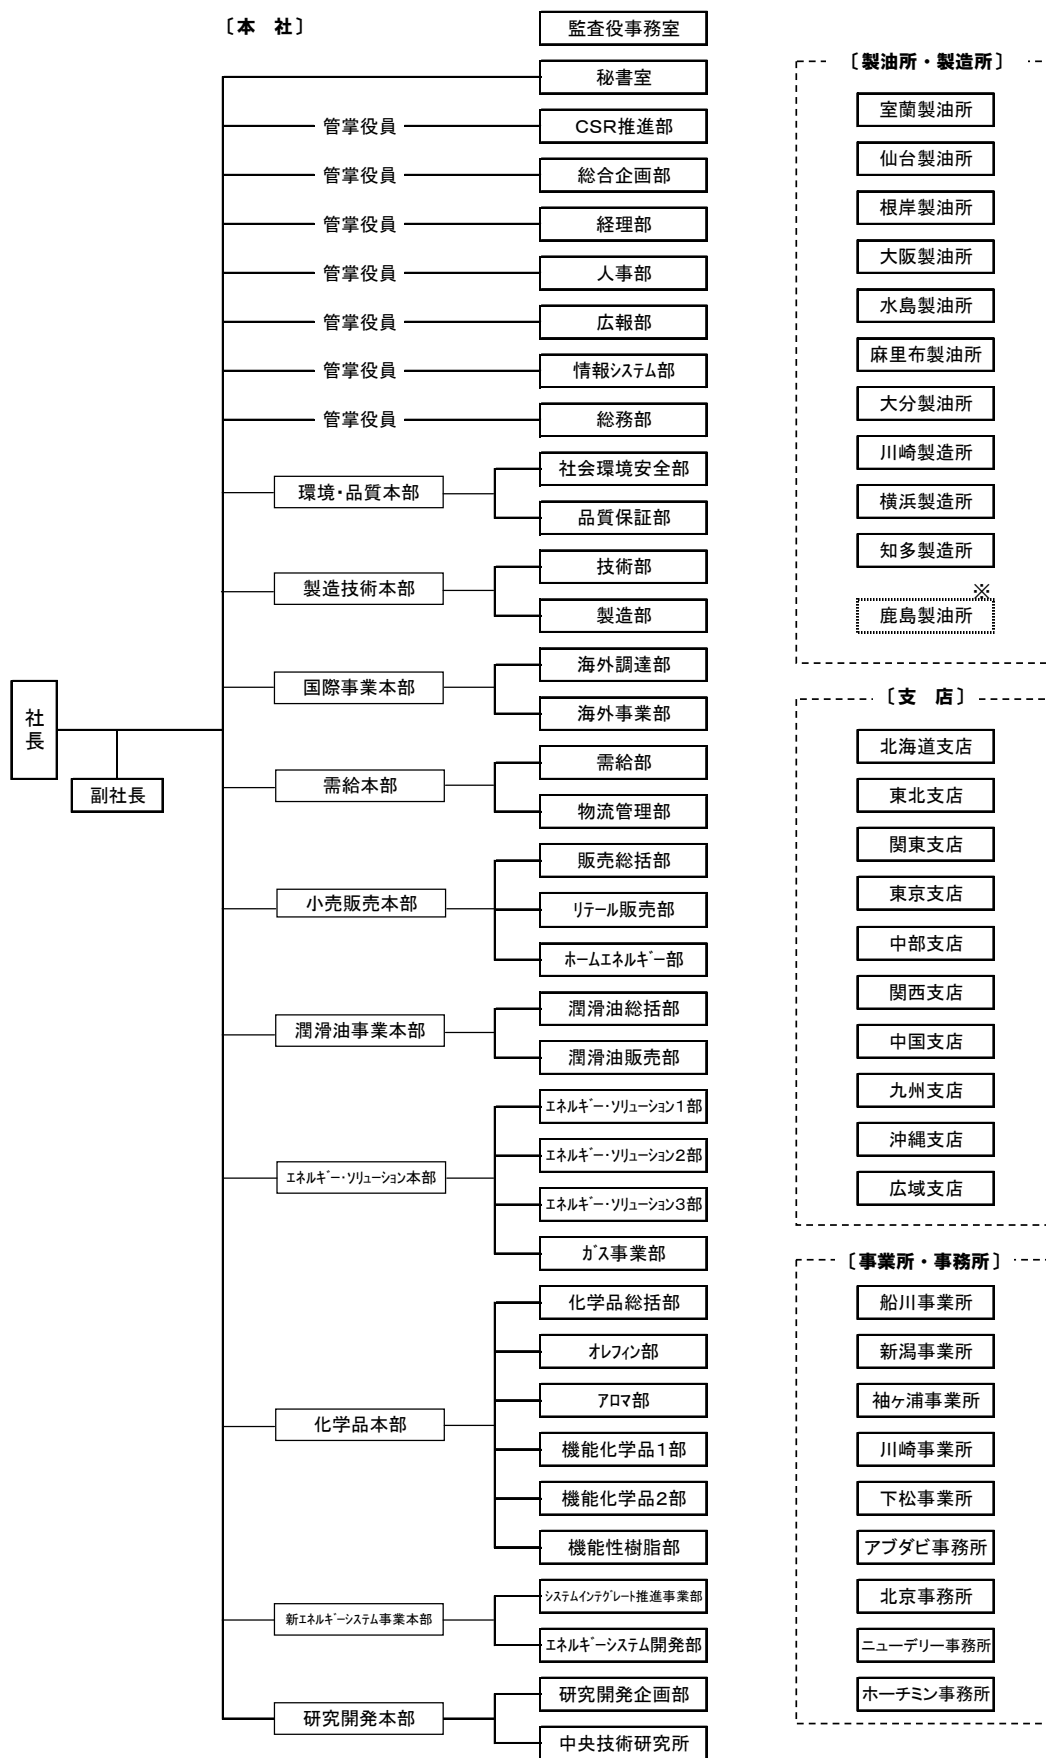 〔本　社〕
監査役事務室
秘書室
管掌役員
CSR推進部
管掌役員
総合企画部
管掌役員
経理部
管掌役員
人事部
管掌役員
広報部
管掌役員
情報システム部
管掌役員
総務部
社長
副社長
環境・品質本部
社会環境安全部
品質保証部
製造技術本部
技術部
製造部
国際事業本部
海外調達部
海外事業部
需給本部
需給部
物流管理部
小売販売本部
販売総括部
リテール販売部
ホームエネルギー部
潤滑油事業本部
潤滑油総括部
潤滑油販売部
エネルギー・ソリューション本部
エネルギー・ソリューション1部
エネルギー・ソリューション2部
エネルギー・ソリューション3部
ガス事業部
化学品本部
化学品総括部
オレフィン部
アロマ部
機能化学品1部
機能化学品2部
機能性樹脂部
新エネルギーシステム事業本部
システムインテグレート推進事業部
エネルギーシステム開発部
研究開発本部
研究開発企画部
中央技術研究所
〔製油所・製造所〕
室蘭製油所
仙台製油所
根岸製油所
大阪製油所
水島製油所
麻里布製油所
大分製油所
川崎製造所
横浜製造所
知多製造所
※
鹿島製油所
〔支　店〕
北海道支店
東北支店
関東支店
東京支店
中部支店
関西支店
中国支店
九州支店
沖縄支店
広域支店
〔事業所・事務所〕
船川事業所
新潟事業所
袖ヶ浦事業所
川崎事業所
下松事業所
アブダビ事務所
北京事務所
ニューデリー事務所
ホーチミン事務所